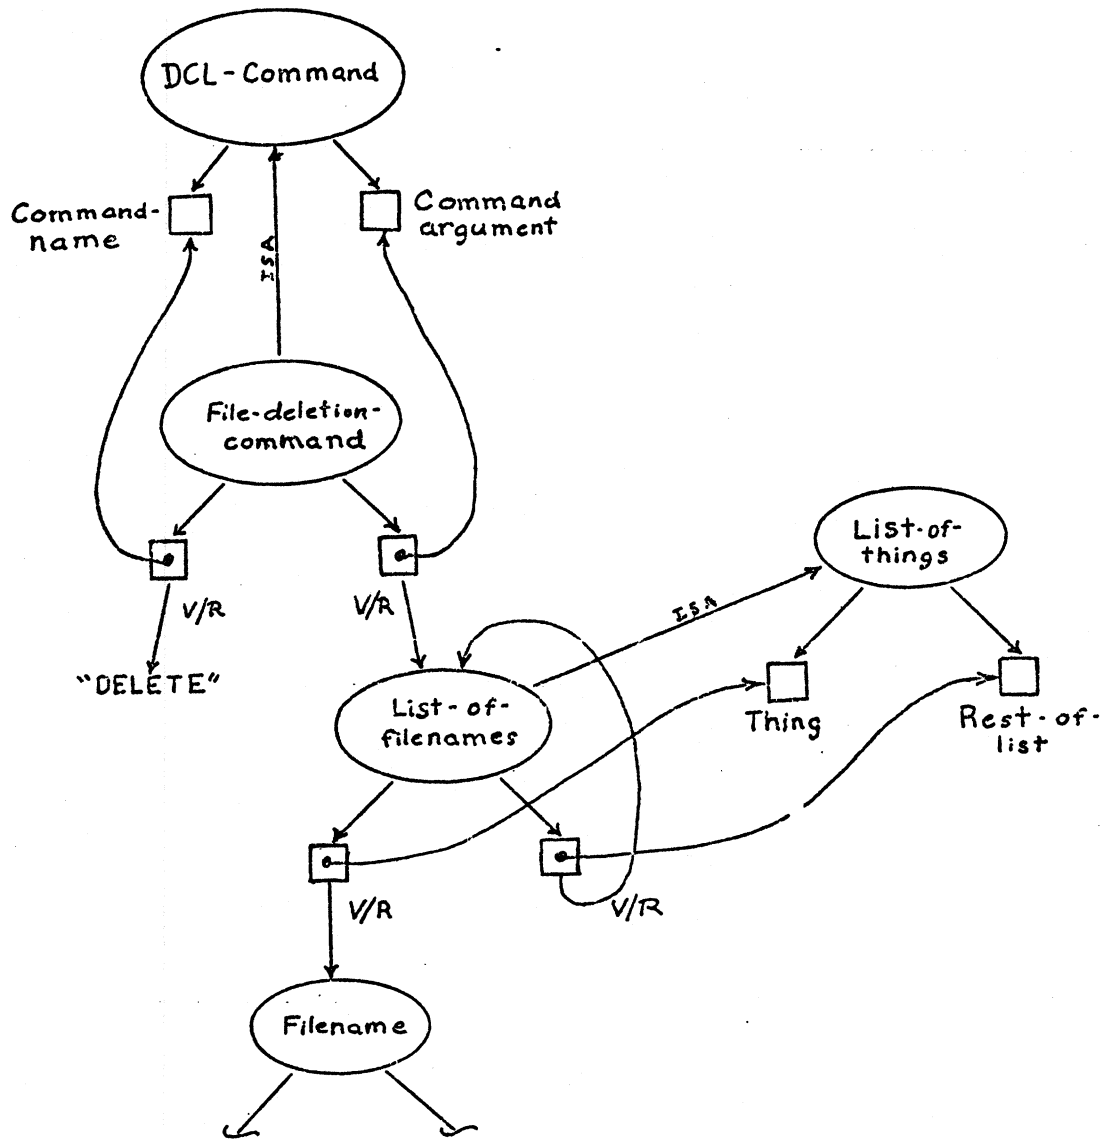 DCL-Command
Command-
name
Command
argument
ISA
File-deletion-
command
V/R
V/R
"DELETE"
List-of-
things
ISA
List-of-
filenames
Thing
Rest-of-
list
V/R
V/R
Filename